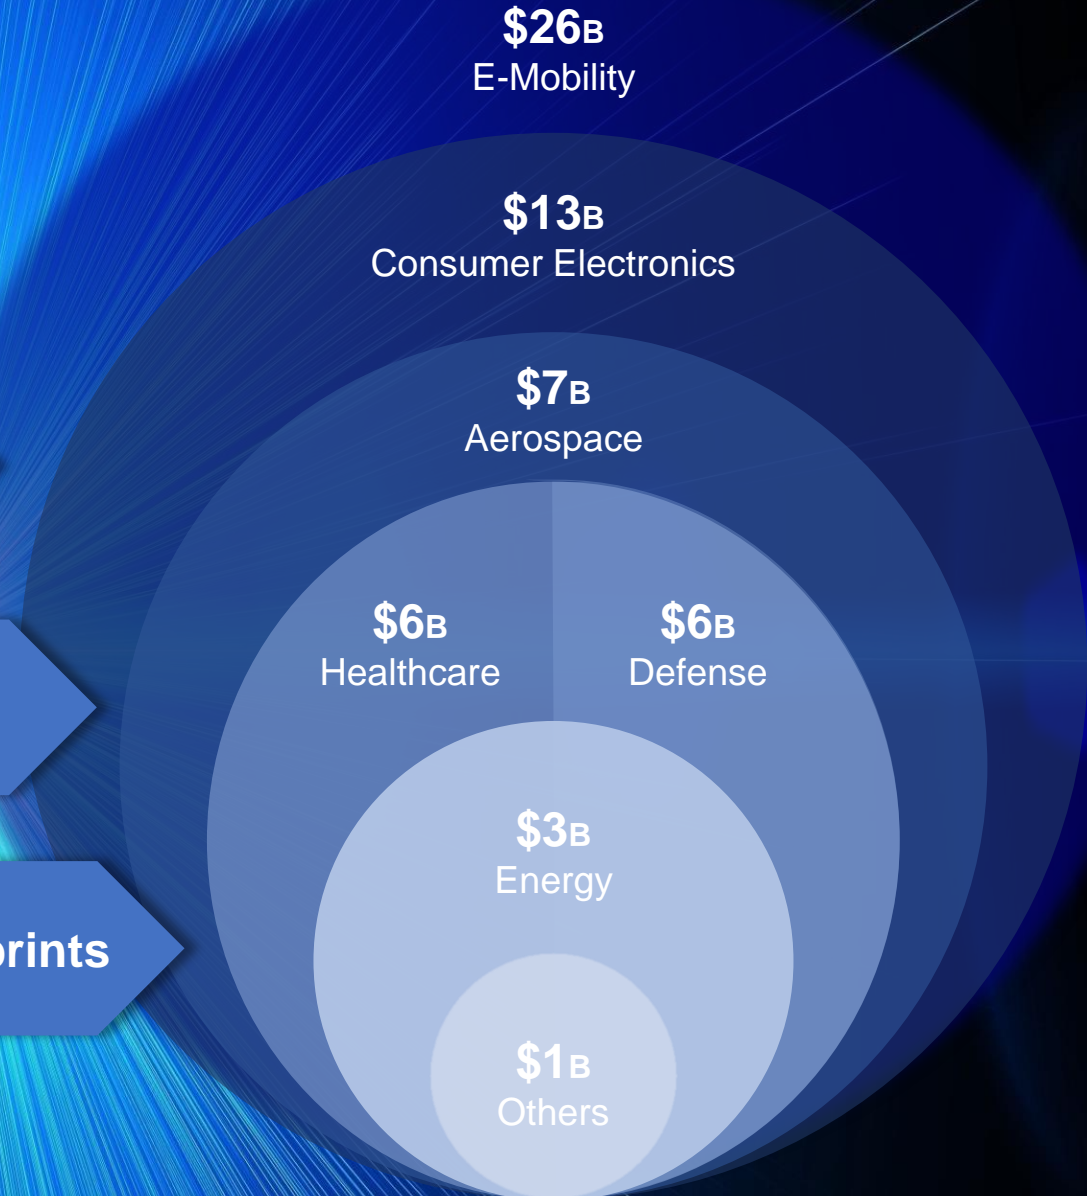 $26B
E-Mobility
$13B
Consumer Electronics
$7B
Aerospace
$6B
Healthcare
$6B
Defense
$3B
Energy
$1B
Others